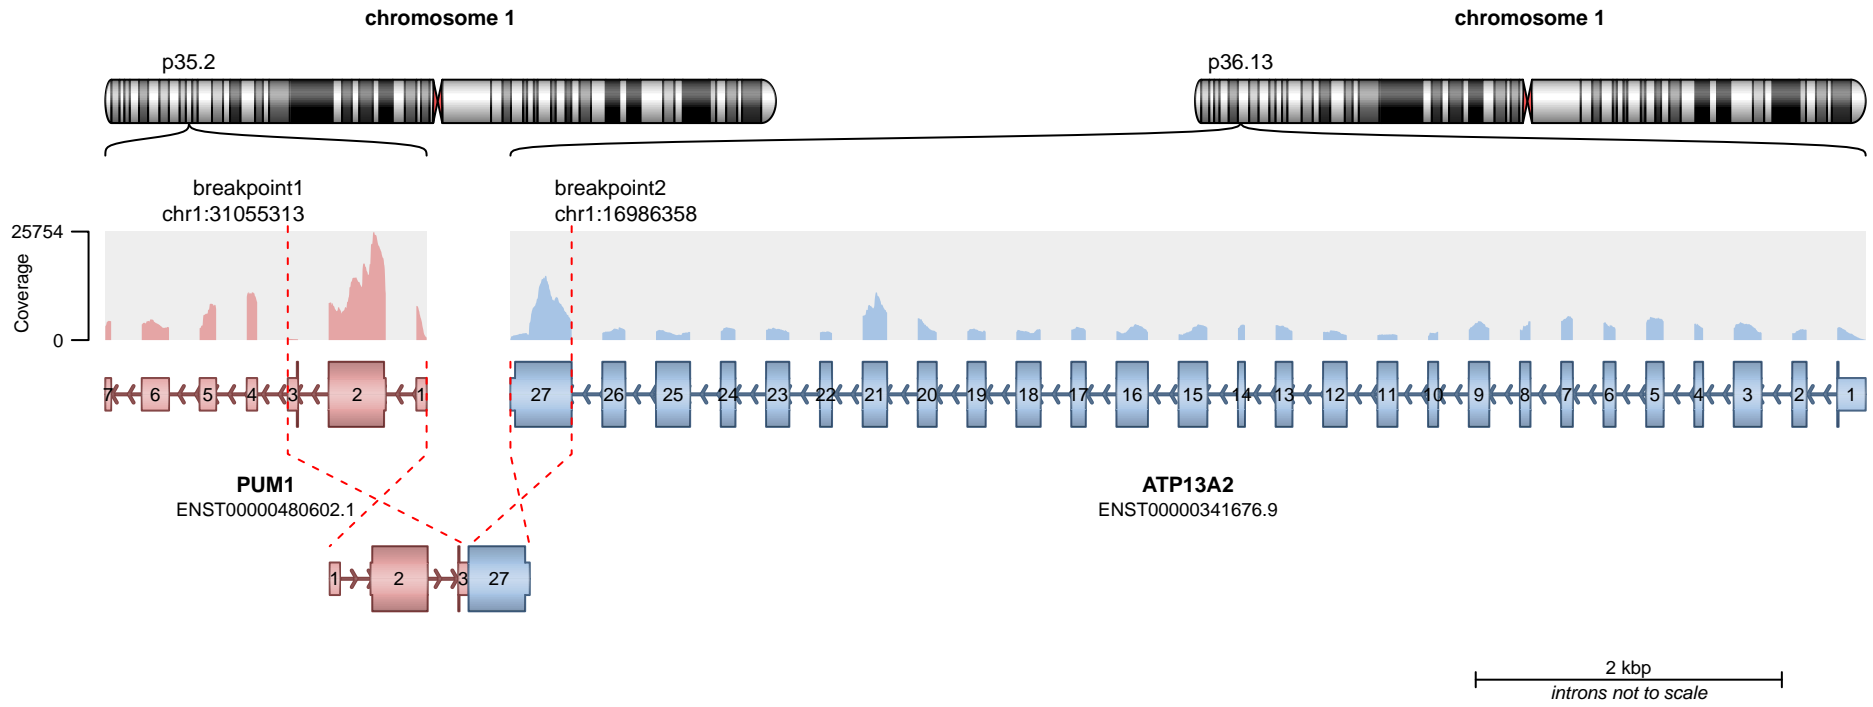 chromosome 1
chromosome 1
p35.2
p36.13
breakpoint1
chr1:31055313
breakpoint2
chr1:16986358
25754
Coverage
0
7 6 5 4 3 2 1
27 26 25 24 23 22 21 20 19 18 17 16 15 14 13 12 11 10 9 8 7 6 5 4 3 2 1
PUM1
ENST00000480602.1
ATP13A2
ENST00000341676.9
1 2 3 27
2 kbp
introns not to scale